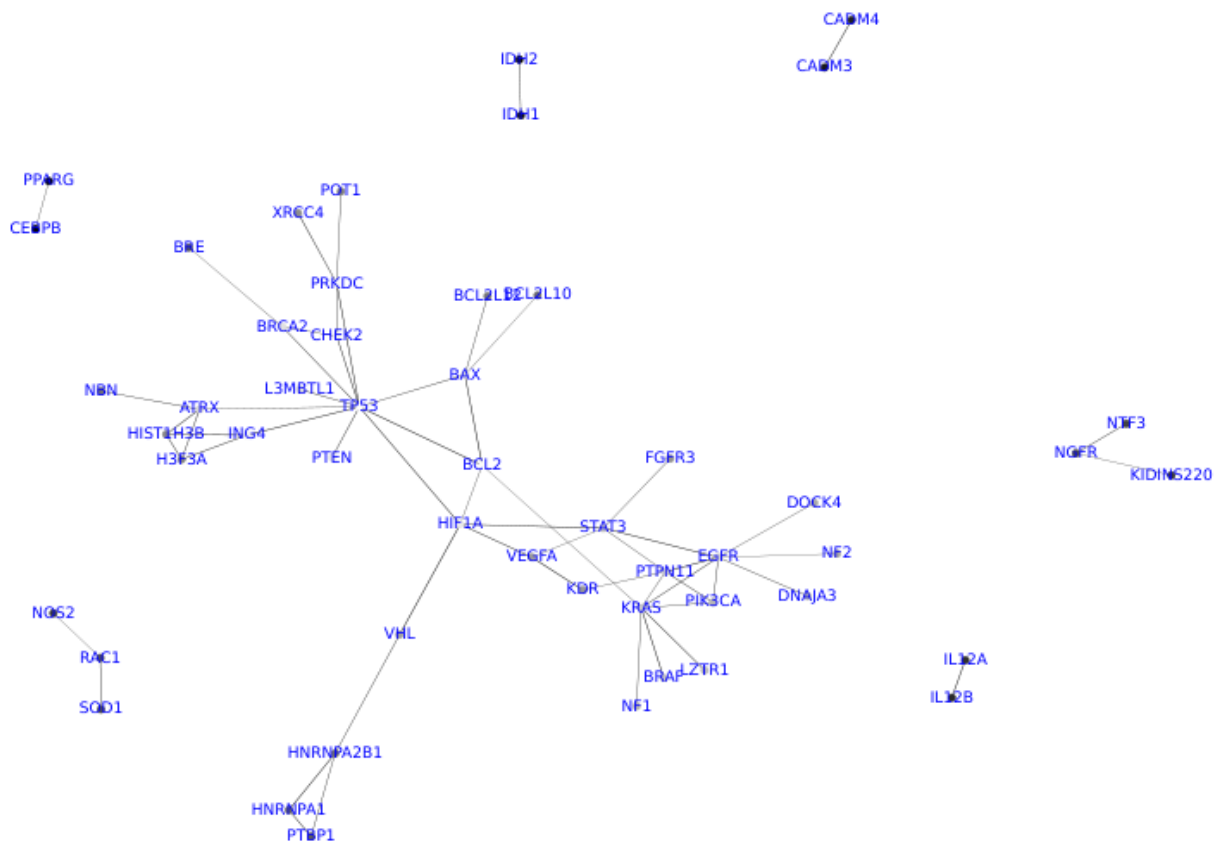 CADM4
IDH2
CADM3
IDH1
PPARG
POT1
XRCC4
CEBPB
BRE
PRKDC
BCL2L12
BCL2L10
BRCA2
CHEK2
BAX
L3MBTL1
NBN
ATRX
TP53
NTF3
HIST1H3B
ING4
NGFR
PTEN
H3F3A
FGFR3
BCL2
KIDINS220
DOCK4
HIF1A
STAT3
VEGFA
EGFR
NF2
PTPN11
KDR
DNAJA3
PIK3CA
KRAS
NOS2
VHL
RAC1
IL12A
LZTR1
BRAF
IL12B
NF1
SOD1
HNRNPA2B1
HNRNPA1
PTBP1